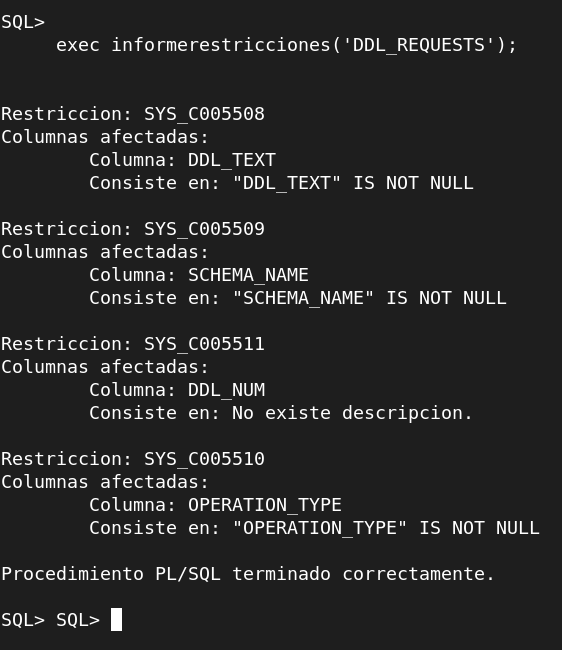 SQL>
exec informerestricciones('DDL_REQUESTS');
Restriccion: SYS_C005508
Columnas afectadas:
Columna: DDL_TEXT
Consiste en: "DDL_TEXT" IS NOT NULL
Restriccion: SYS_C005509
Columnas afectadas:
Columna: SCHEMA_NAME
Consiste en: "SCHEMA_NAME" IS NOT NULL
Restriccion: SYS_C005511
Columnas afectadas:
Columna: DDL_NUM
Consiste en: No existe descripcion.
Restriccion: SYS_C005510
Columnas afectadas:
Columna: OPERATION_TYPE
Consiste en: "OPERATION_TYPE" IS NOT NULL
Procedimiento PL/SQL terminado correctamente.
SQL> SQL>